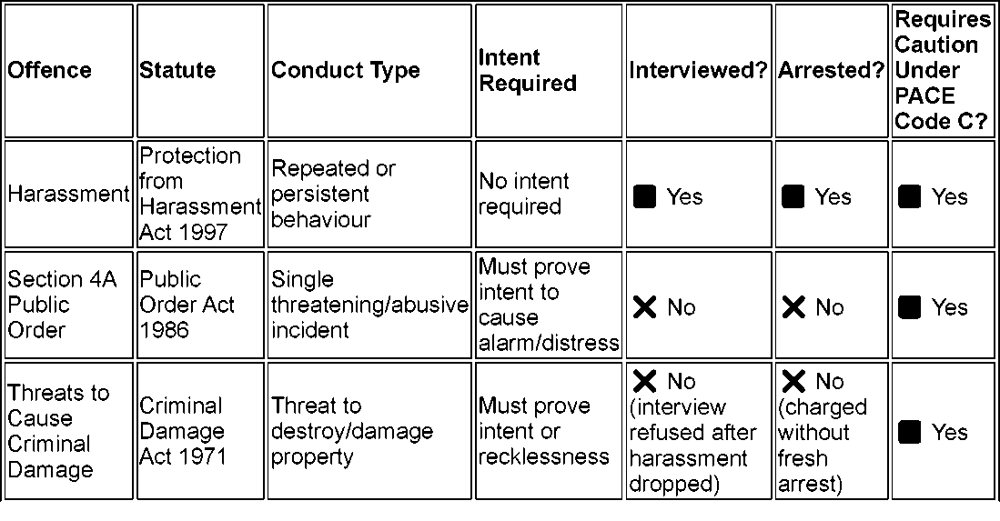 Offence
Statute
Conduct Type
Intent
Required
Interviewed?
Arrested?
Requires
Caution
Under
PACE
Code C?
Harassment
Protection
from
Harassment
Act 1997
Repeated or
persistent
behaviour
No intent
required
Yes
Yes
Yes
Section 4A
Public
Order
Public
Order Act
1986
Single
threatening/abusive
incident
Must prove
intent to
cause
alarm/distress
No
No
Yes
Threats to
Cause
Criminal
Damage
Criminal
Damage
Act 1971
Threat to
destroy/damage
property
Must prove
intent or
recklessness
No
(interview
refused after
harassment
dropped)
No
(charged
without
fresh
arrest)
Yes